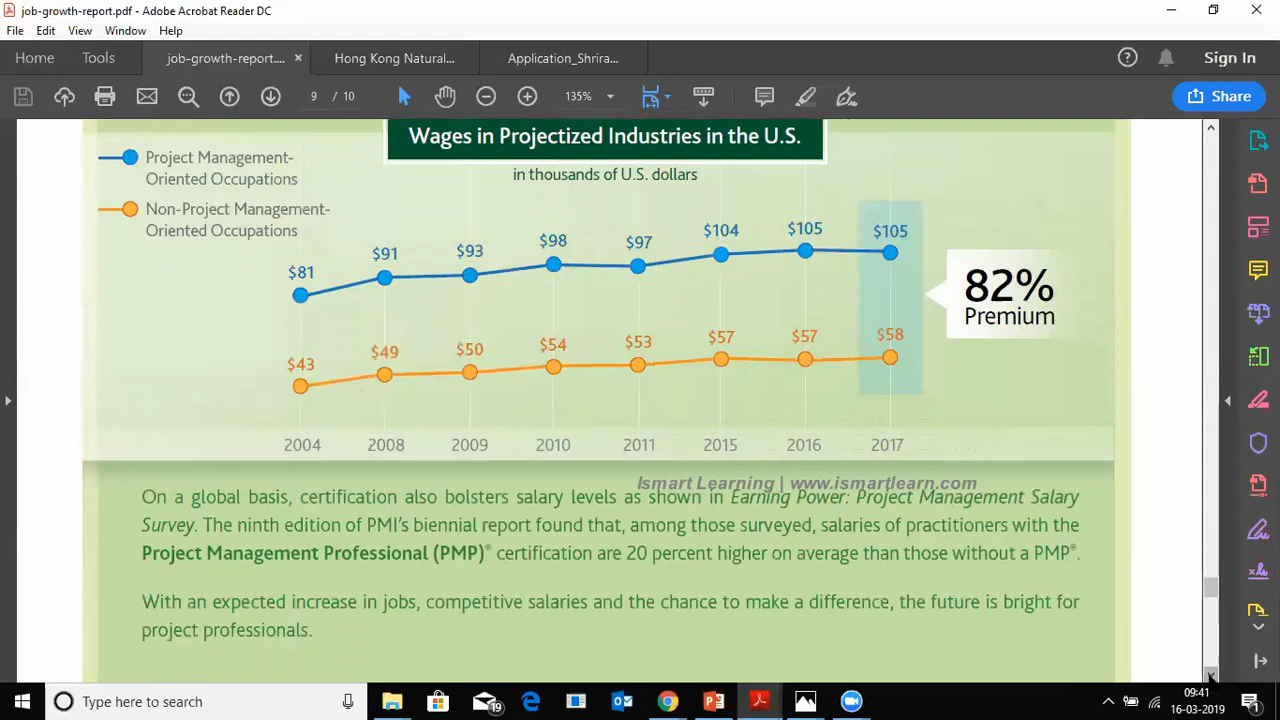 job-growth-report.pdf - Adobe Acrobat Reader DC
File Edit View Window Help
Home Tools job-growth-report.... × Hong Kong Natural... Application_Shrira... Sign In
9 / 10 135% Share
Wages in Projectized Industries in the U.S.
in thousands of U.S. dollars
Project Management-
Oriented Occupations
Non-Project Management-
Oriented Occupations
$81 $91 $93 $98 $97 $104 $105 $105
82%
Premium
$43 $49 $50 $54 $53 $57 $57 $58
2004 2008 2009 2010 2011 2015 2016 2017
Ismart Learning | www.ismartlearn.com
On a global basis, certification also bolsters salary levels as shown in Earning Power: Project Management Salary
Survey. The ninth edition of PMI's biennial report found that, among those surveyed, salaries of practitioners with the
Project Management Professional (PMP)® certification are 20 percent higher on average than those without a PMP®.
With an expected increase in jobs, competitive salaries and the chance to make a difference, the future is bright for
project professionals.
Type here to search 19 09:41
16-03-2019 1